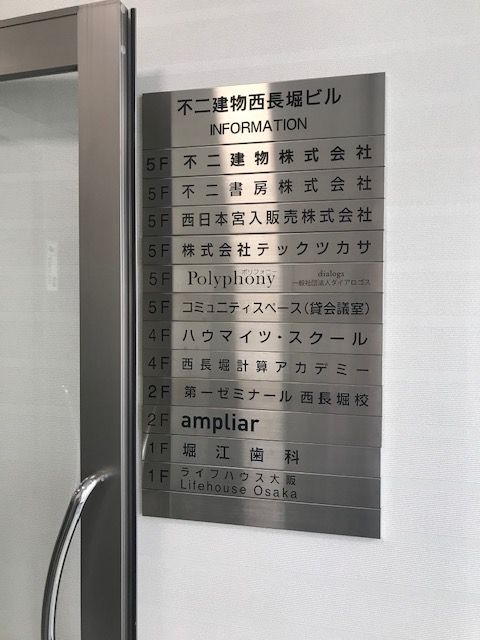 不二建物西長堀ビル
INFORMATION
5F 不二建物株式会社
5F 不二書房株式会社
5F 西日本宮入販売株式会社
5F 株式会社テックツカサ
ポリフォニー dialogs
5F Polyphony 一般社団法人ダイアロゴス
5F コミュニティスペース(貸会議室)
4F ハウマイツ・スクール
4F 西長堀計算アカデミー
2F 第一ゼミナール 西長堀校
2F ampliar
1F 堀江歯科
1F ライフハウス大阪
Lifehouse Osaka